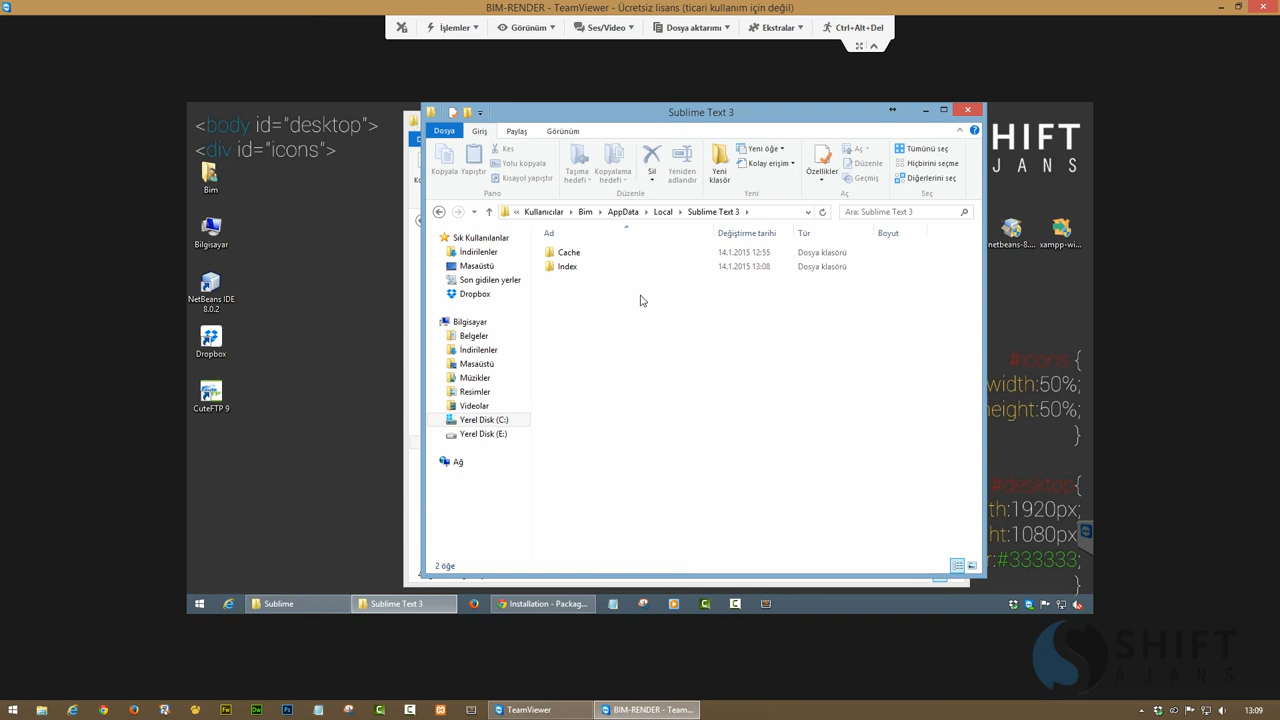 BIM-RENDER - TeamViewer - Ücretsiz lisans (ticari kullanım için değil)
İşlemler
Görünüm
Ses/Video
Dosya aktarımı
Ekstralar
Ctrl+Alt+Del
<body id="desktop">
<div id="icons">
Bim
Bilgisayar
NetBeans IDE
8.0.2
Dropbox
CuteFTP 9
Sublime Text 3
Dosya
Giriş
Paylaş
Görünüm
Kopyala
Yapıştır
Kes
Yolu kopyala
Kısayol yapıştır
Pano
Taşıma
hedefi
Kopyalama
hedefi
Sil
Yeniden
adlandır
Düzenle
Yeni
klasör
Yeni öğe
Kolay erişim
Yeni
Özellikler
Aç
Düzenle
Geçmiş
Aç
Tümünü seç
Hiçbirini seçme
Diğerlerini seç
Seç
« Kullanıcılar
Bim
AppData
Local
Sublime Text 3
Ara: Sublime Text 3
Ad
Değiştirme tarihi
Tür
Boyut
Cache
14.1.2015 12:55
Dosya klasörü
Index
14.1.2015 13:08
Dosya klasörü
Sık Kullanılanlar
İndirilenler
Masaüstü
Son gidilen yerler
Dropbox
Bilgisayar
Belgeler
İndirilenler
Masaüstü
Müzikler
Resimler
Videolar
Yerel Disk (C:)
Yerel Disk (E:)
Ağ
2 öğe
SHIFT
AJANS
netbeans-8....
xampp-wi...
#icons {
width:50%;
height:50%;
}
#desktop{
1920px;
1080px
#333333;
}
Sublime
Sublime Text 3
Installation - Packag...
SHIFT
AJANS
TeamViewer
BIM-RENDER - Team...
13:09